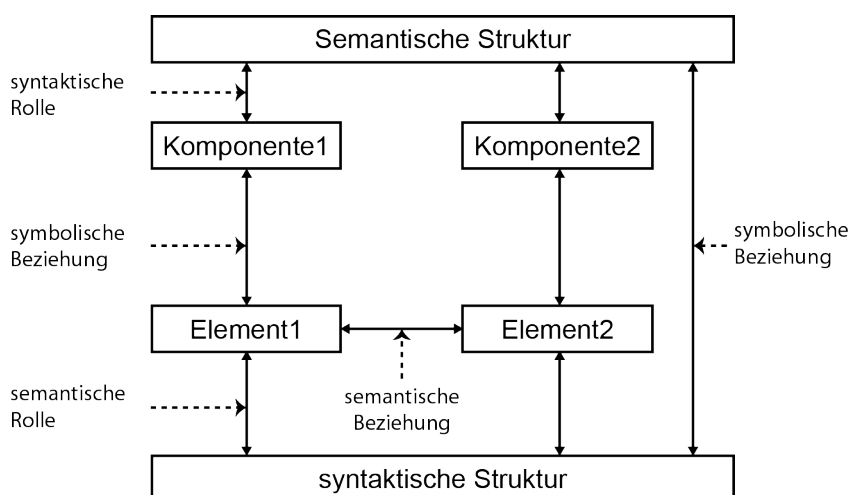 Semantische Struktur
syntaktische
Rolle
Komponente1
Komponente2
symbolische
Beziehung
symbolische
Beziehung
Element1
Element2
semantische
Rolle
semantische
Beziehung
syntaktische Struktur